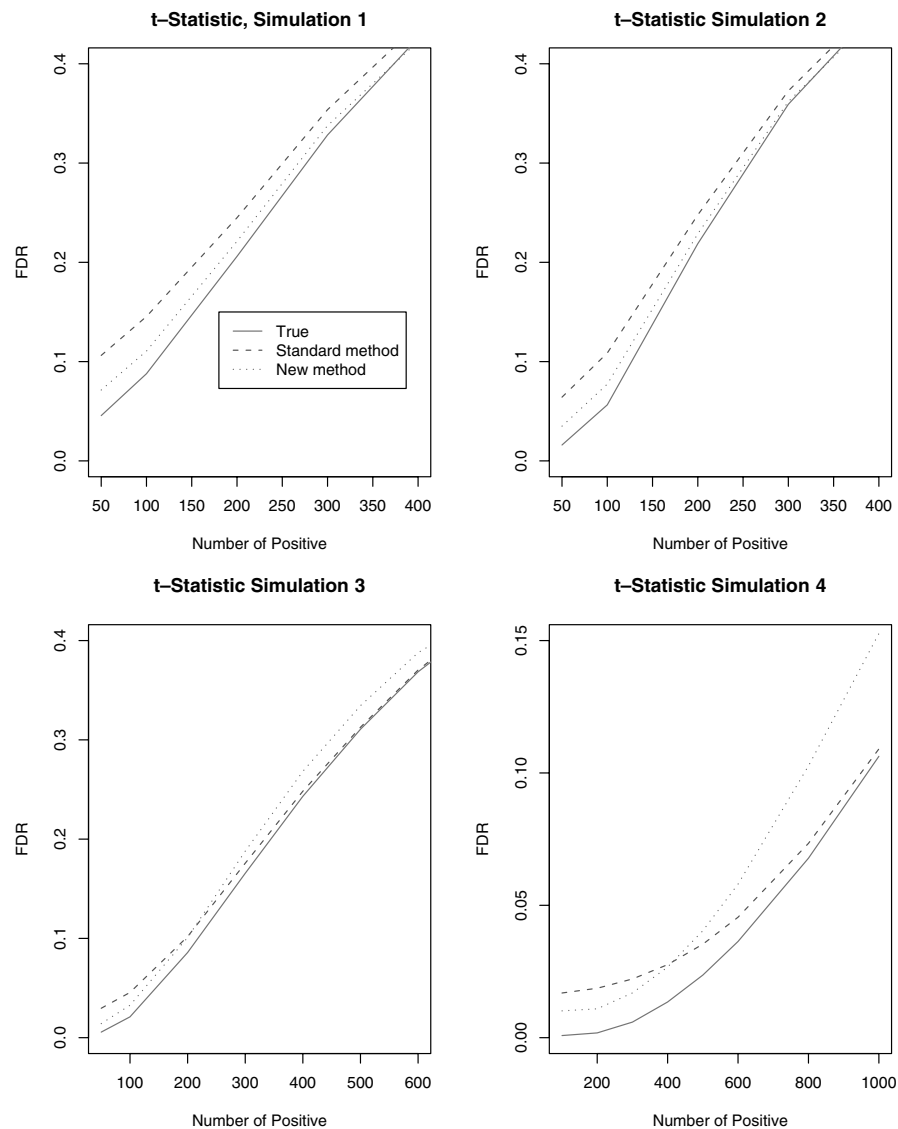 t–Statistic, Simulation 1
0.4
0.3
0.2
0.1
0.0
FDR
True
Standard method
New method
50 100 150 200 250 300 350 400
Number of Positive
t–Statistic Simulation 2
0.4
0.3
0.2
0.1
0.0
FDR
50 100 150 200 250 300 350 400
Number of Positive
t–Statistic Simulation 3
0.4
0.3
0.2
0.1
0.0
FDR
100 200 300 400 500 600
Number of Positive
t–Statistic Simulation 4
0.15
0.10
0.05
0.00
FDR
200 400 600 800 1000
Number of Positive